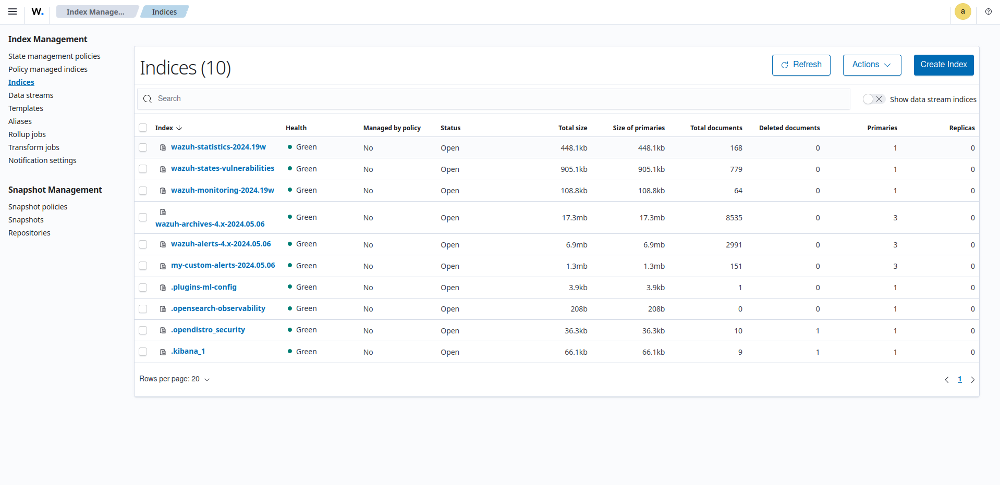 W. Index Manage... Indices a
Index Management
State management policies
Policy managed indices
Indices
Data streams
Templates
Aliases
Rollup jobs
Transform jobs
Notification settings
Snapshot Management
Snapshot policies
Snapshots
Repositories
Indices (10) Refresh Actions Create Index
Search Show data stream indices
Index Health Managed by policy Status Total size Size of primaries Total documents Deleted documents Primaries Replicas
wazuh-statistics-2024.19w Green No Open 448.1kb 448.1kb 168 0 1 0
wazuh-states-vulnerabilities Green No Open 905.1kb 905.1kb 779 0 1 0
wazuh-monitoring-2024.19w Green No Open 108.8kb 108.8kb 64 0 1 0
wazuh-archives-4.x-2024.05.06 Green No Open 17.3mb 17.3mb 8535 0 3 0
wazuh-alerts-4.x-2024.05.06 Green No Open 6.9mb 6.9mb 2991 0 3 0
my-custom-alerts-2024.05.06 Green No Open 1.3mb 1.3mb 151 0 3 0
.plugins-ml-config Green No Open 3.9kb 3.9kb 1 0 1 0
.opensearch-observability Green No Open 208b 208b 0 0 1 0
.opendistro_security Green No Open 36.3kb 36.3kb 10 1 1 0
.kibana_1 Green No Open 66.1kb 66.1kb 9 1 1 0
Rows per page: 20 1